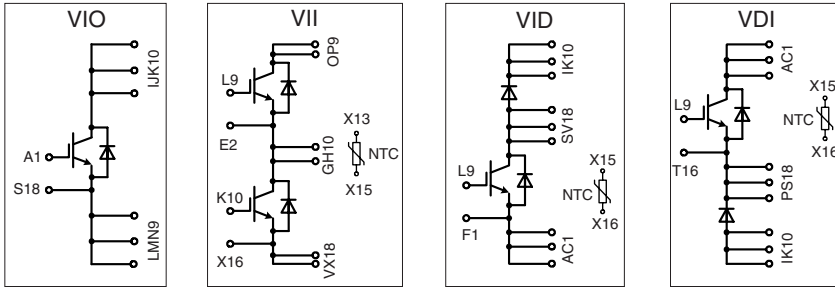 VIO
IJK10
A1
S18
LMN9
VII
OP9
L9
E2
GH10
X13
NTC
X15
K10
X16
VX18
VID
IK10
SV18
L9
X15
NTC
X16
F1
AC1
VDI
AC1
L9
X15
NTC
X16
T16
PS18
IK10